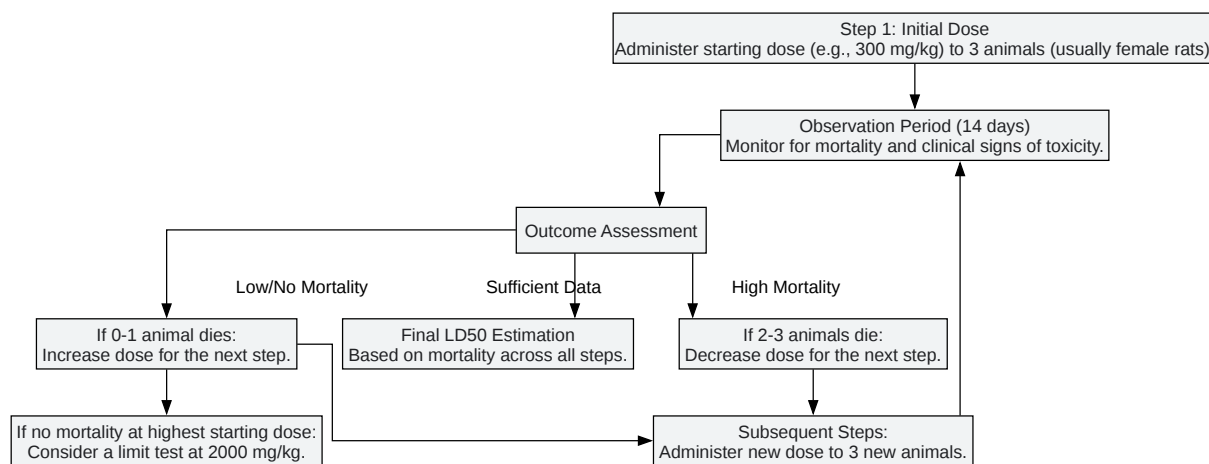 Step 1: Initial Dose
Administer starting dose (e.g., 300 mg/kg) to 3 animals (usually female rats)
Observation Period (14 days)
Monitor for mortality and clinical signs of toxicity.
Outcome Assessment
Low/No Mortality
Sufficient Data
High Mortality
If 0-1 animal dies:
Increase dose for the next step.
Final LD50 Estimation
Based on mortality across all steps.
If 2-3 animals die:
Decrease dose for the next step.
If no mortality at highest starting dose:
Consider a limit test at 2000 mg/kg.
Subsequent Steps:
Administer new dose to 3 new animals.